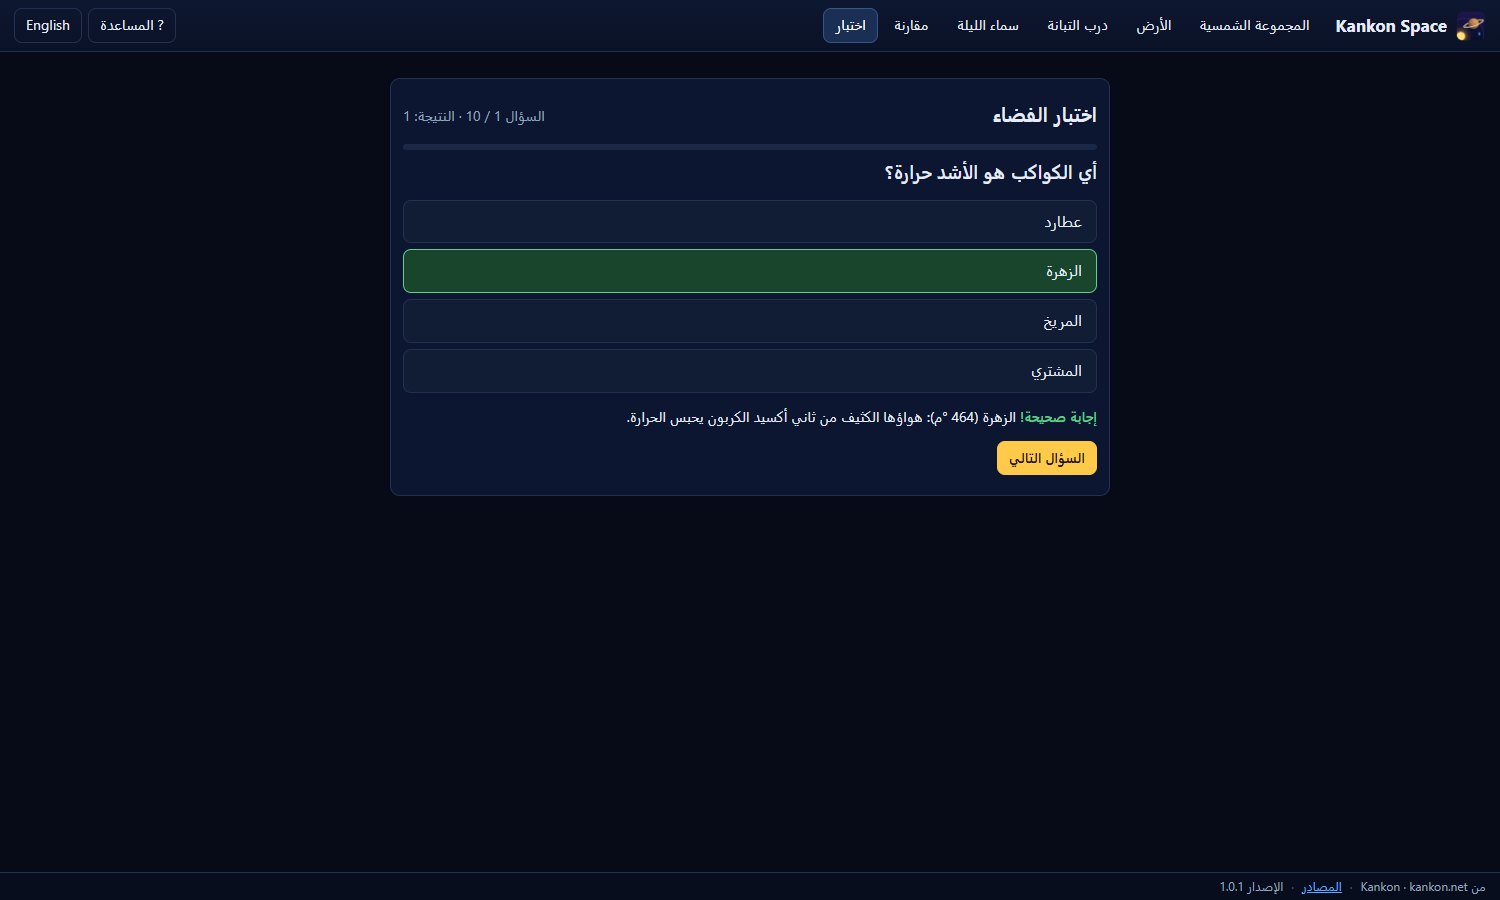 Kankon Space
المجموعة الشمسية
الأرض
درب التبانة
سماء الليلة
مقارنة
اختبار
? المساعدة
English
اختبار الفضاء
السؤال 1 / 10 · النتيجة: 1
أي الكواكب هو الأشد حرارة؟
عطارد
الزهرة
المريخ
المشتري
إجابة صحيحة! الزهرة (464 °م): هواؤها الكثيف من ثاني أكسيد الكربون يحبس الحرارة.
السؤال التالي
من Kankon · kankon.net · المصادر · الإصدار 1.0.1